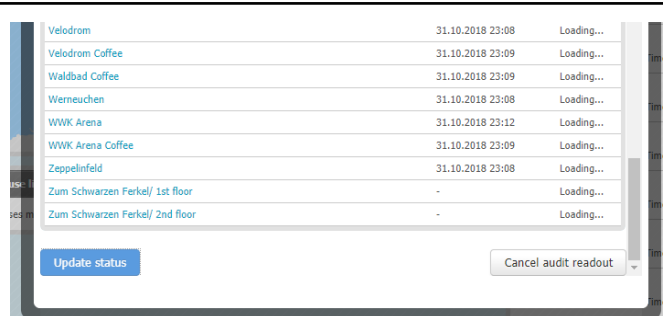 Velodrom 31.10.2018 23:08 Loading...
Velodrom Coffee 31.10.2018 23:09 Loading...
Waldbad Coffee 31.10.2018 23:09 Loading...
Werneuchen 31.10.2018 23:08 Loading...
WWK Arena 31.10.2018 23:12 Loading...
WWK Arena Coffee 31.10.2018 23:09 Loading...
Zeppelinfeld 31.10.2018 23:08 Loading...
Zum Schwarzen Ferkel/ 1st floor - Loading...
Zum Schwarzen Ferkel/ 2nd floor - Loading...
Update status Cancel audit readout